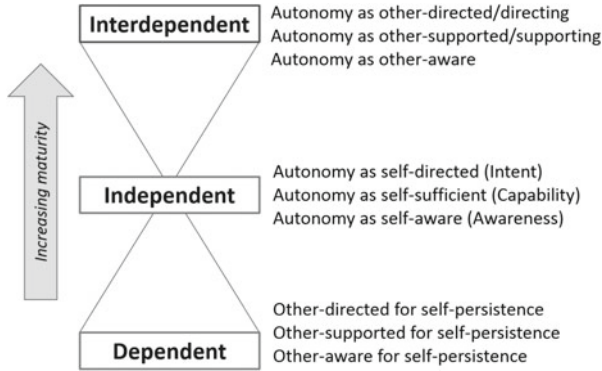 Interdependent
Autonomy as other-directed/directing
Autonomy as other-supported/supporting
Autonomy as other-aware
Increasing maturity
Independent
Autonomy as self-directed (Intent)
Autonomy as self-sufficient (Capability)
Autonomy as self-aware (Awareness)
Dependent
Other-directed for self-persistence
Other-supported for self-persistence
Other-aware for self-persistence